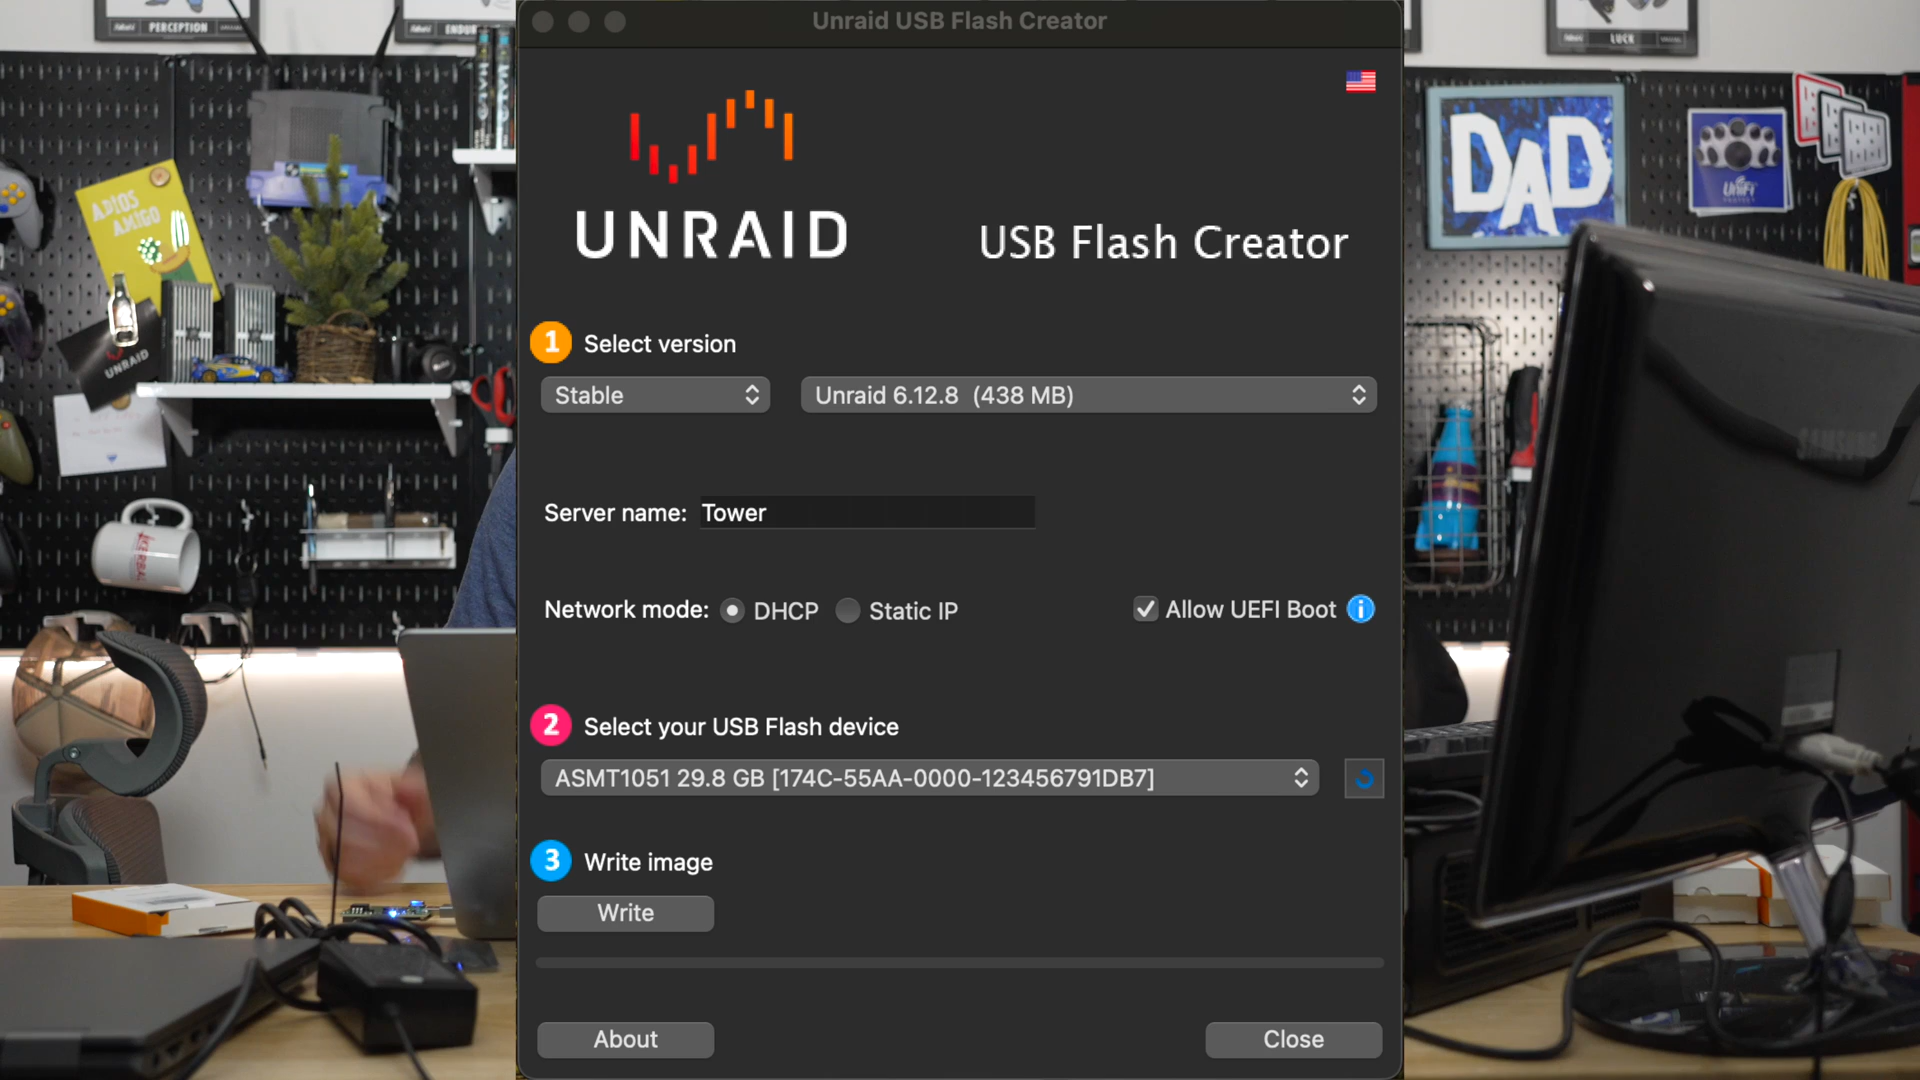 PERCEPTION
Unraid USB Flash Creator
LUCK
UNRAID
USB Flash Creator
ADIOS
AMIGO
DAD
UniFi
UNRAID
1 Select version
Stable
Unraid 6.12.8 (438 MB)
SAMSUNG
Server name: Tower
Network mode: DHCP Static IP
Allow UEFI Boot i
2 Select your USB Flash device
ASMT1051 29.8 GB [174C-55AA-0000-123456791DB7]
3 Write image
Write
About
Close